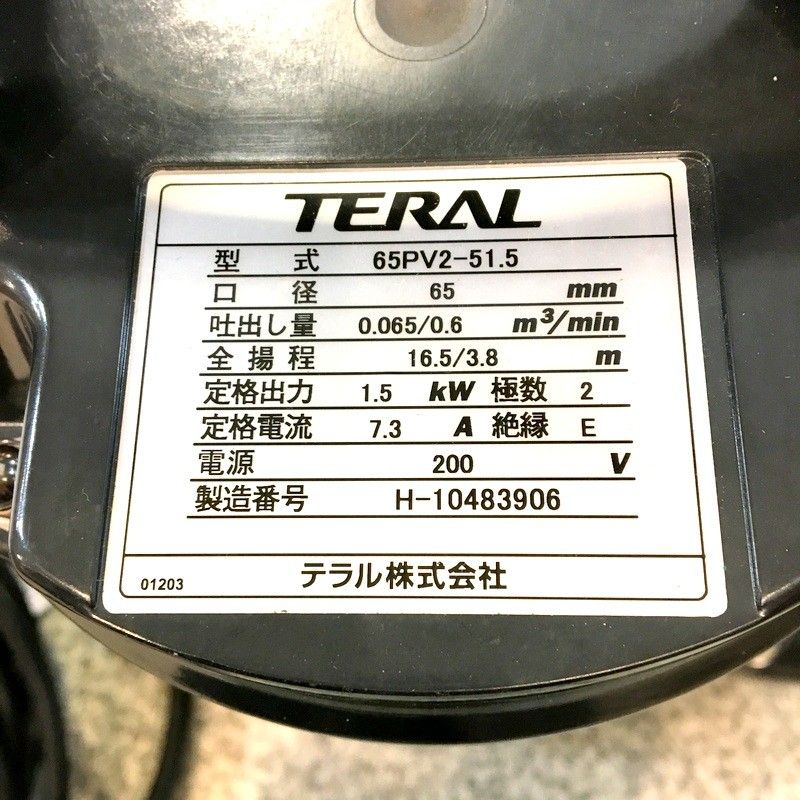 TERAL
型式 65PV2-51.5
口径 65 mm
吐出し量 0.065/0.6 m³/min
全揚程 16.5/3.8 m
定格出力 1.5 kW 極数 2
定格電流 7.3 A 絶縁 E
電源 200 V
製造番号 H-10483906
01203 テラル株式会社